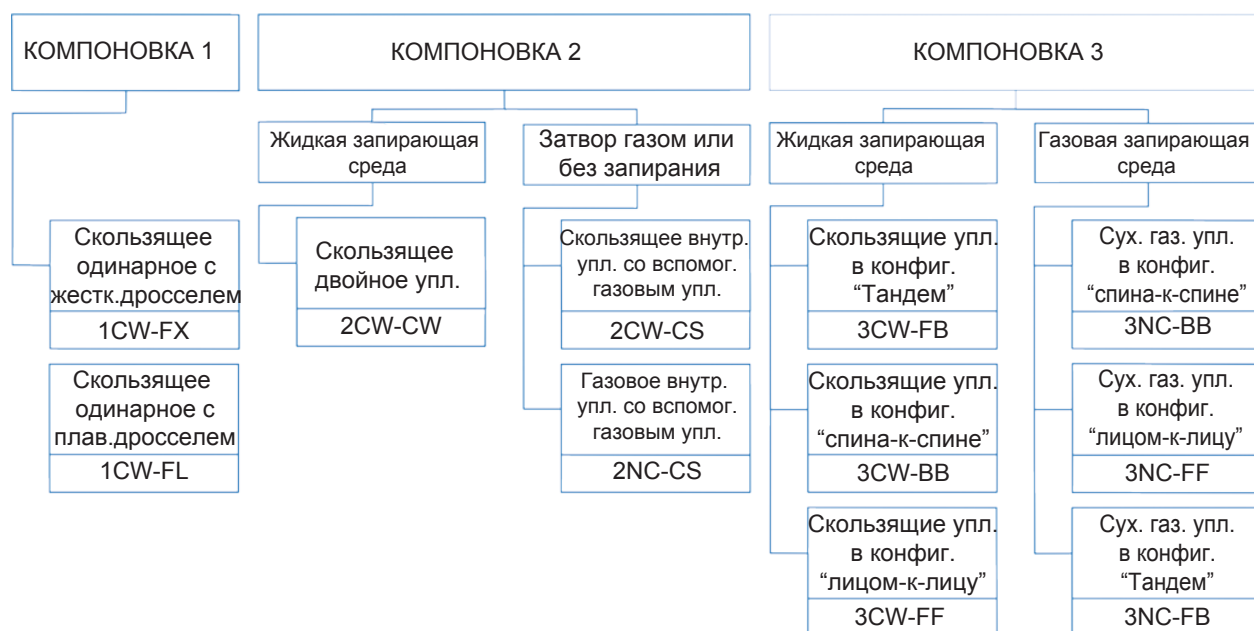 КОМПОНОВКА 1
КОМПОНОВКА 2
КОМПОНОВКА 3
Жидкая запирающая
среда
Затвор газом или
без запирания
Жидкая запирающая
среда
Газовая запирающая
среда
Скользящее
одинарное с
жестк.дросселем
1CW-FX
Скользящее
одинарное с
плав.дросселем
1CW-FL
Скользящее
двойное упл.
2CW-CW
Скользящее внутр.
упл. со вспомог.
газовым упл.
2CW-CS
Газовое внутр.
упл. со вспомог.
газовым упл.
2NC-CS
Скользящие упл.
в конфиг.
“Тандем”
3CW-FB
Скользящие упл.
в конфиг.
“спина-к-спине”
3CW-BB
Скользящие упл.
в конфиг.
“лицом-к-лицу”
3CW-FF
Сух. газ. упл.
в конфиг.
“спина-к-спине”
3NC-BB
Сух. газ. упл.
в конфиг.
“лицом-к-лицу”
3NC-FF
Сух. газ. упл.
в конфиг.
“Тандем”
3NC-FB